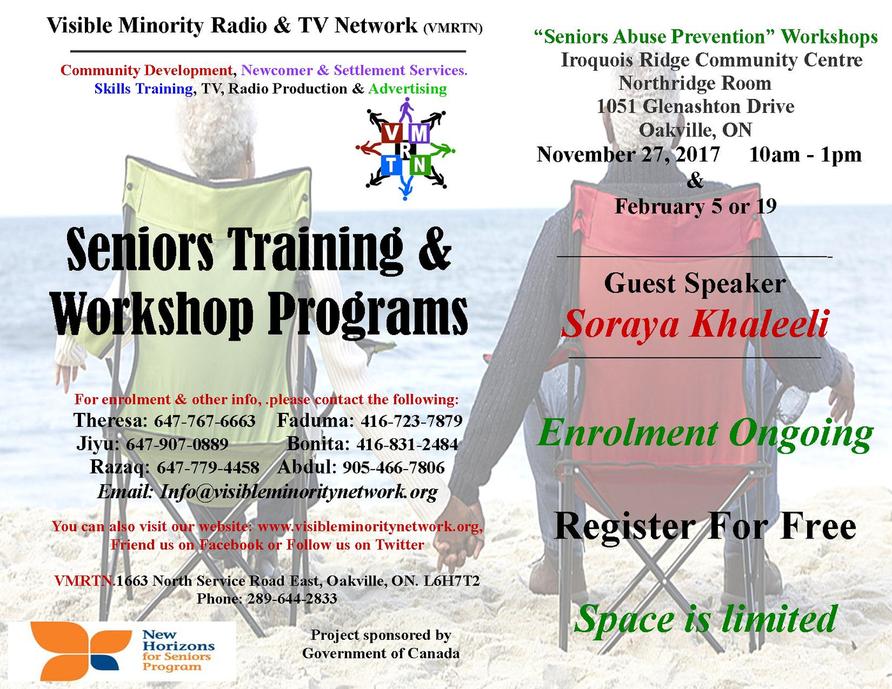 Visible Minority Radio & TV Network (VMRTN)
Community Development, Newcomer & Settlement Services.
Skills Training, TV, Radio Production & Advertising
V M
R
T N
Seniors Training &
Workshop Programs
For enrolment & other info, .please contact the following:
Theresa: 647-767-6663 Faduma: 416-723-7879
Jiyu: 647-907-0889 Bonita: 416-831-2484
Razaq: 647-779-4458 Abdul: 905-466-7806
Email: Info@visibleminoritynetwork.org
You can also visit our website: www.visibleminoritynetwork.org,
Friend us on Facebook or Follow us on Twitter
VMRTN.1663 North Service Road East, Oakville, ON. L6H7T2
Phone: 289-644-2833
New
Horizons
for Seniors
Program
Project sponsored by
Government of Canada
“Seniors Abuse Prevention” Workshops
Iroquois Ridge Community Centre
Northridge Room
1051 Glenashton Drive
Oakville, ON
November 27, 2017 10am - 1pm
&
February 5 or 19
Guest Speaker
Soraya Khaleeli
Enrolment Ongoing
Register For Free
Space is limited